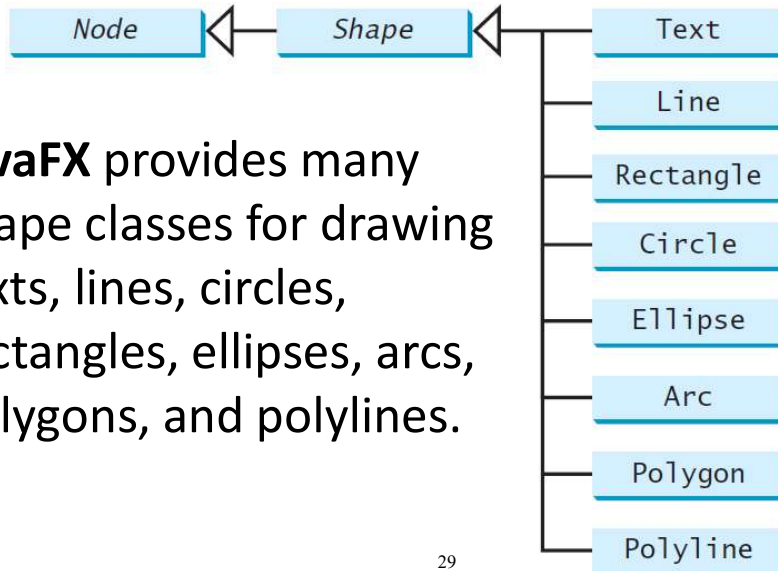 Node Shape Text
Line
Rectangle
Circle
Ellipse
Arc
Polygon
Polyline
vaFX provides many
ape classes for drawing
xts, lines, circles,
ctangles, ellipses, arcs,
lygons, and polylines.
29